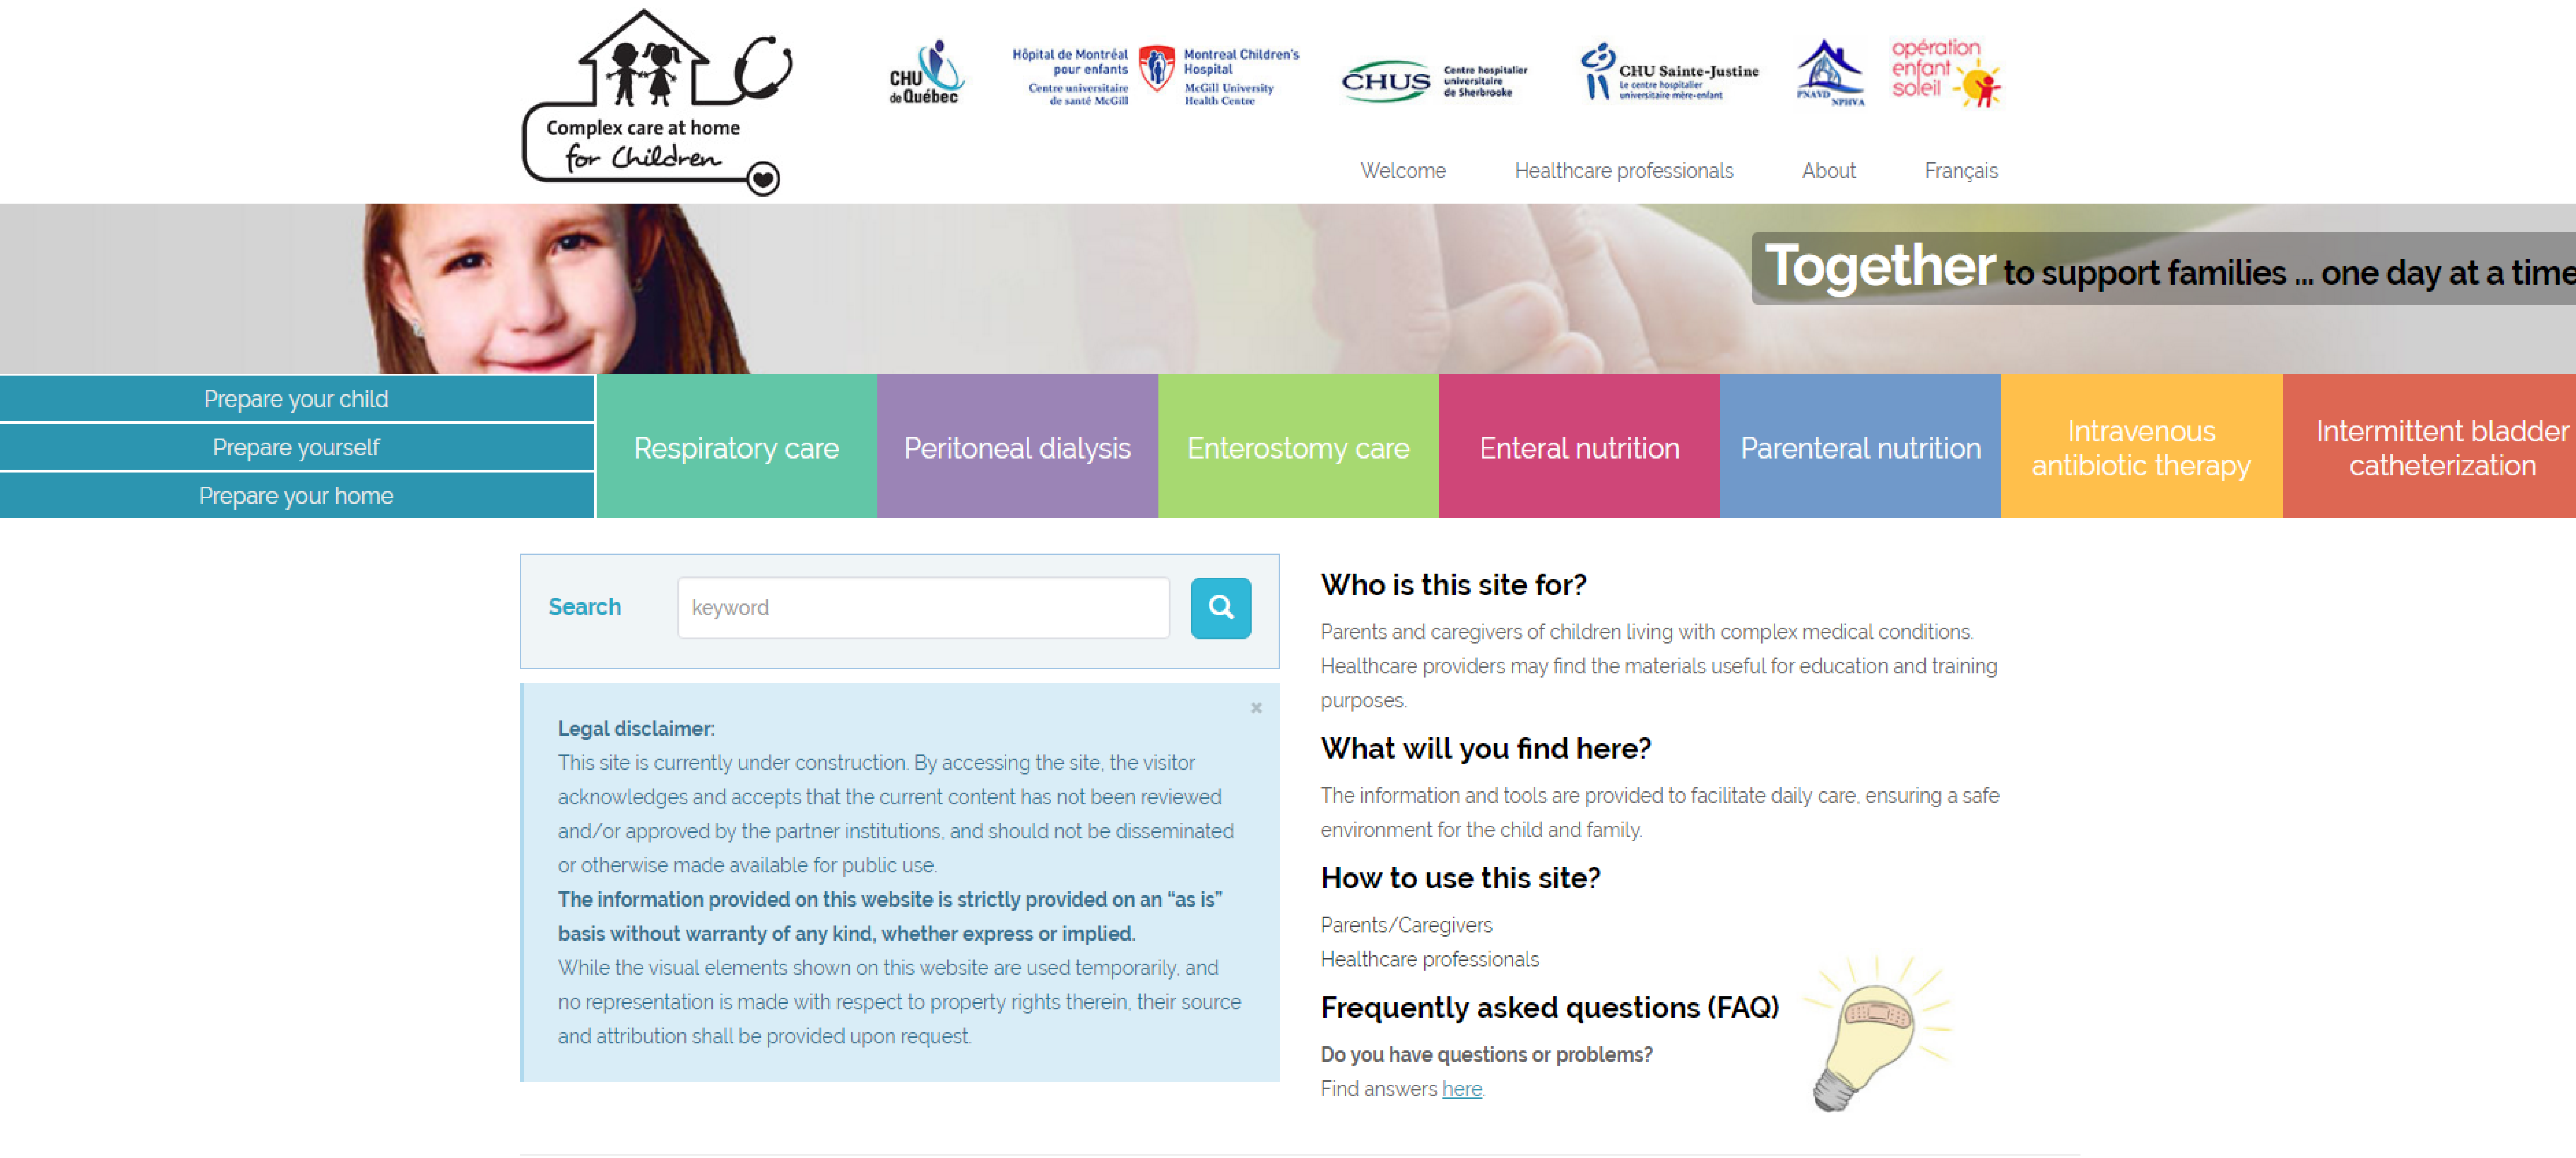 Complex care at home
for Children
CHU
de Québec
Hôpital de Montréal
pour enfants
Centre universitaire
de santé McGill
Montreal Children's
Hospital
McGill University
Health Centre
CHUS
Centre hospitalier
universitaire
de Sherbrooke
CHU Sainte-Justine
Le centre hospitalier
universitaire mère-enfant
PNAVD
NPHVA
opération
enfant
soleil
Welcome
Healthcare professionals
About
Français
Together to support families ... one day at a time
Prepare your child
Prepare yourself
Prepare your home
Respiratory care
Peritoneal dialysis
Enterostomy care
Enteral nutrition
Parenteral nutrition
Intravenous
antibiotic therapy
Intermittent bladder
catheterization
Search
keyword
Legal disclaimer:
This site is currently under construction. By accessing the site, the visitor
acknowledges and accepts that the current content has not been reviewed
and/or approved by the partner institutions, and should not be disseminated
or otherwise made available for public use.
The information provided on this website is strictly provided on an “as is”
basis without warranty of any kind, whether express or implied.
While the visual elements shown on this website are used temporarily, and
no representation is made with respect to property rights therein, their source
and attribution shall be provided upon request.
Who is this site for?
Parents and caregivers of children living with complex medical conditions.
Healthcare providers may find the materials useful for education and training
purposes.
What will you find here?
The information and tools are provided to facilitate daily care, ensuring a safe
environment for the child and family.
How to use this site?
Parents/Caregivers
Healthcare professionals
Frequently asked questions (FAQ)
Do you have questions or problems?
Find answers here.